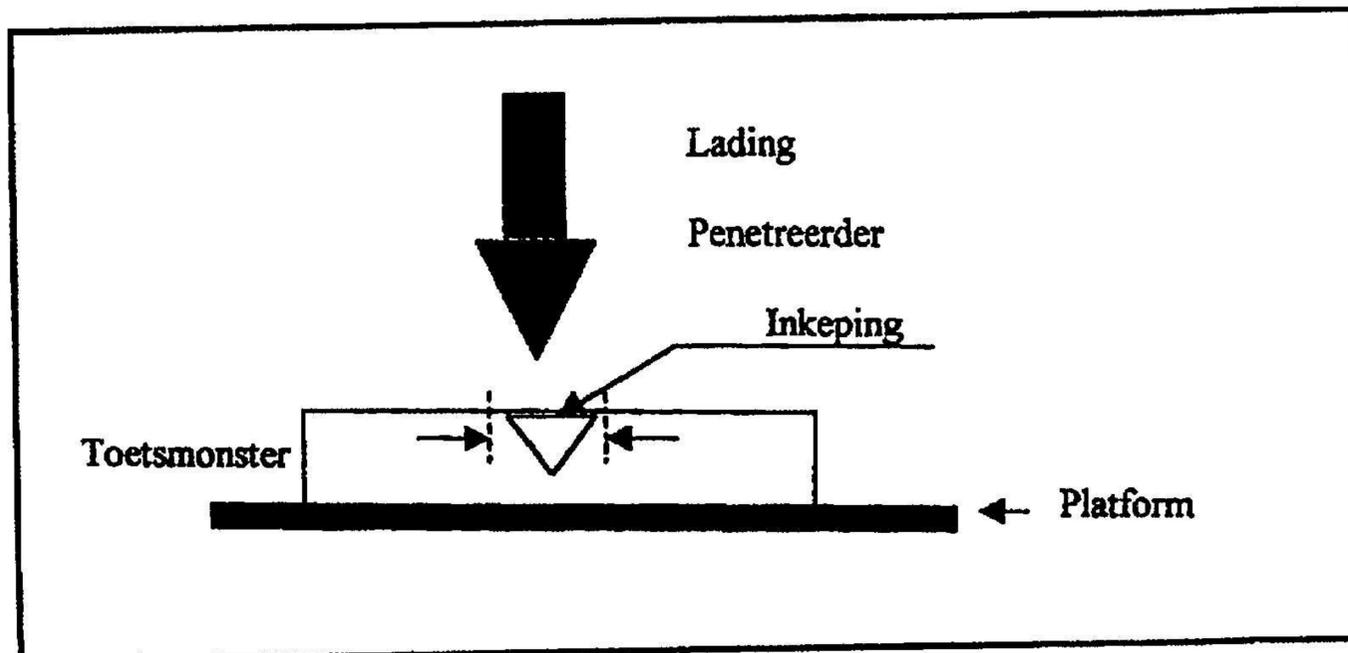 Lading
Penetreerder
Inkeping
Toetsmonster
Platform